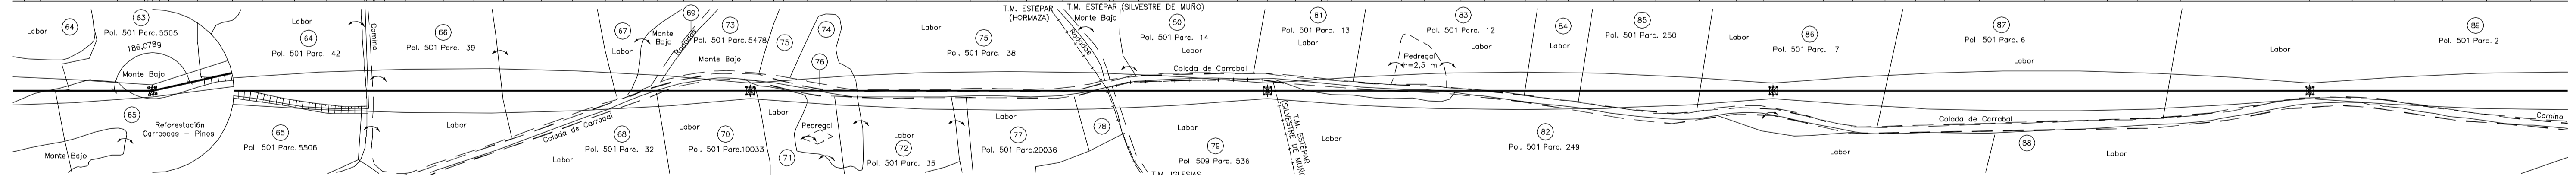 Labor
64
63
Pol. 501 Parc. 5505
186,078g
Monte Bajo
65
Reforestación
Carrascas + Pinos
Monte Bajo
Labor
64
Pol. 501 Parc. 42
65
Pol. 501 Parc. 5506
Camino
66
Pol. 501 Parc. 39
Labor
67
Labor
Monte
Bajo
69
Rodadas
73
Pol. 501 Parc. 5478
Monte Bajo
75
74
76
Colada de Carrabal
68
Pol. 501 Parc. 32
Labor
Labor
70
Pol. 501 Parc. 10033
Labor
71
Pedregal
Labor
72
Pol. 501 Parc. 35
Labor
75
Pol. 501 Parc. 38
Labor
77
Pol. 501 Parc. 20036
78
T.M. ESTÉPAR
(HORMAZA)
T.M. ESTÉPAR (SILVESTRE DE MUÑO)
Monte Bajo
Rodadas
80
Pol. 501 Parc. 14
Labor
Colada de Carrabal
Labor
79
Pol. 509 Parc. 536
T.M. IGLESIAS
T.M. ESTÉPAR
(SILVESTRE DE MUÑO)
81
Pol. 501 Parc. 13
Labor
Labor
83
Pol. 501 Parc. 12
Labor
Pedregal
h=2,5 m
84
Labor
85
Pol. 501 Parc. 250
82
Pol. 501 Parc. 249
Labor
86
Pol. 501 Parc. 7
Labor
87
Pol. 501 Parc. 6
Labor
Colada de Carrabal
88
Labor
Labor
89
Pol. 501 Parc. 2
Camino